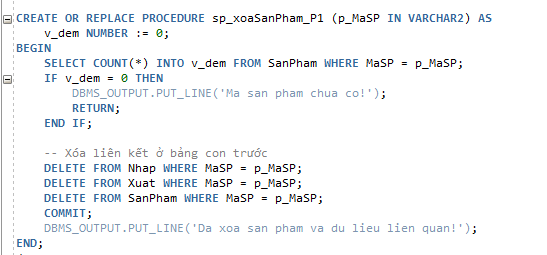 CREATE OR REPLACE PROCEDURE sp_xoaSanPham_P1 (p_MaSP IN VARCHAR2) AS
    v_dem NUMBER := 0;
BEGIN
    SELECT COUNT(*) INTO v_dem FROM SanPham WHERE MaSP = p_MaSP;
    IF v_dem = 0 THEN
        DBMS_OUTPUT.PUT_LINE('Ma san pham chua co!');
        RETURN;
    END IF;

    -- Xóa liên kết ở bảng con trước
    DELETE FROM Nhap WHERE MaSP = p_MaSP;
    DELETE FROM Xuat WHERE MaSP = p_MaSP;
    DELETE FROM SanPham WHERE MaSP = p_MaSP;
    COMMIT;
    DBMS_OUTPUT.PUT_LINE('Da xoa san pham va du lieu lien quan!');
END;